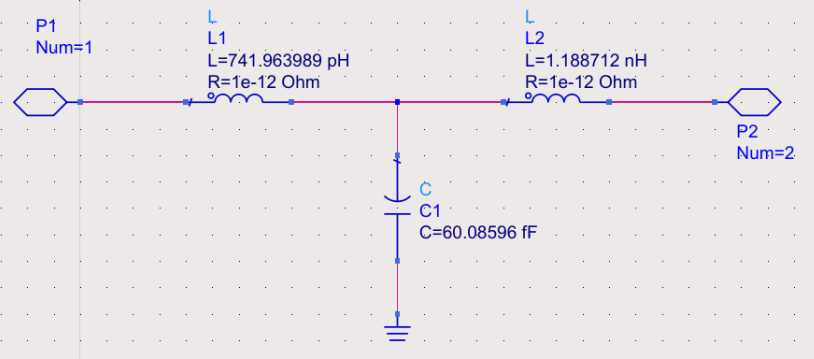 P1
Num=1
L
L1
L=741.963989 pH
R=1e-12 Ohm
L
L2
L=1.188712 nH
R=1e-12 Ohm
P2
Num=2
C
C1
C=60.08596 fF